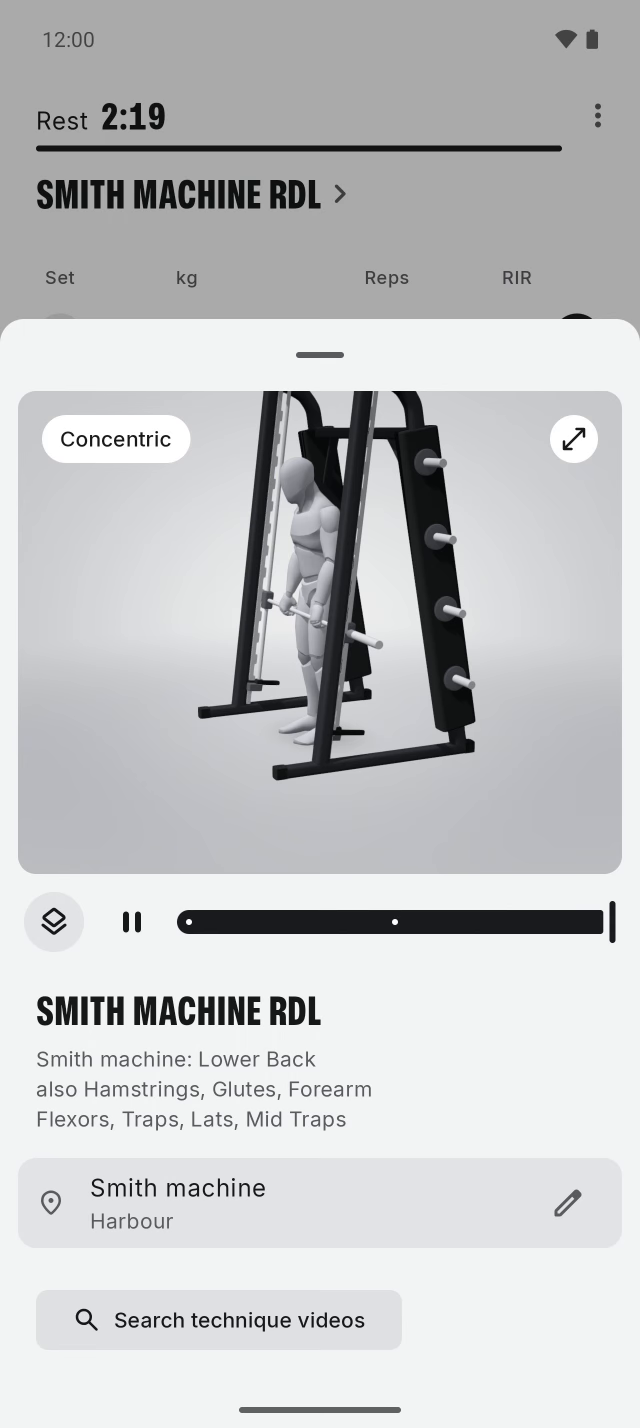 12:00
Rest 2:19
SMITH MACHINE RDL
Set kg Reps RIR
Concentric
SMITH MACHINE RDL
Smith machine: Lower Back
also Hamstrings, Glutes, Forearm
Flexors, Traps, Lats, Mid Traps
Smith machine
Harbour
Search technique videos